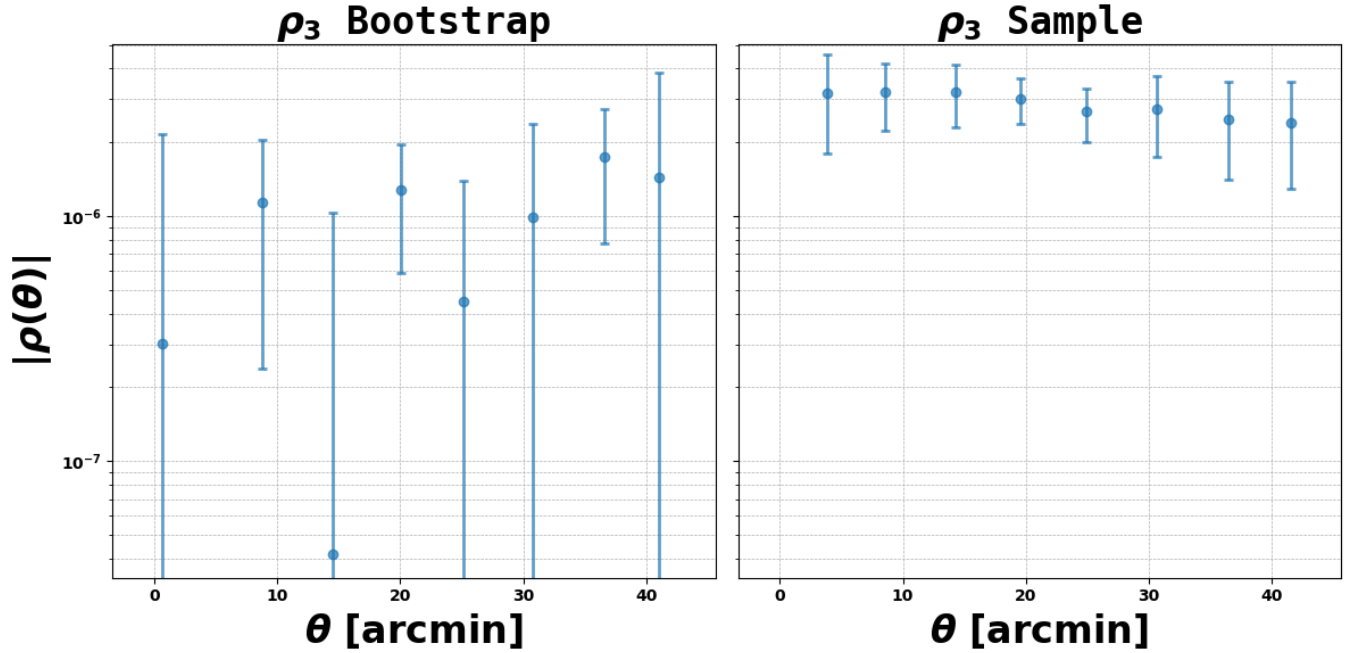 ρ₃ Bootstrap
ρ₃ Sample
|ρ(θ)|
10⁻⁶
10⁻⁷
0 10 20 30 40
0 10 20 30 40
θ [arcmin]
θ [arcmin]